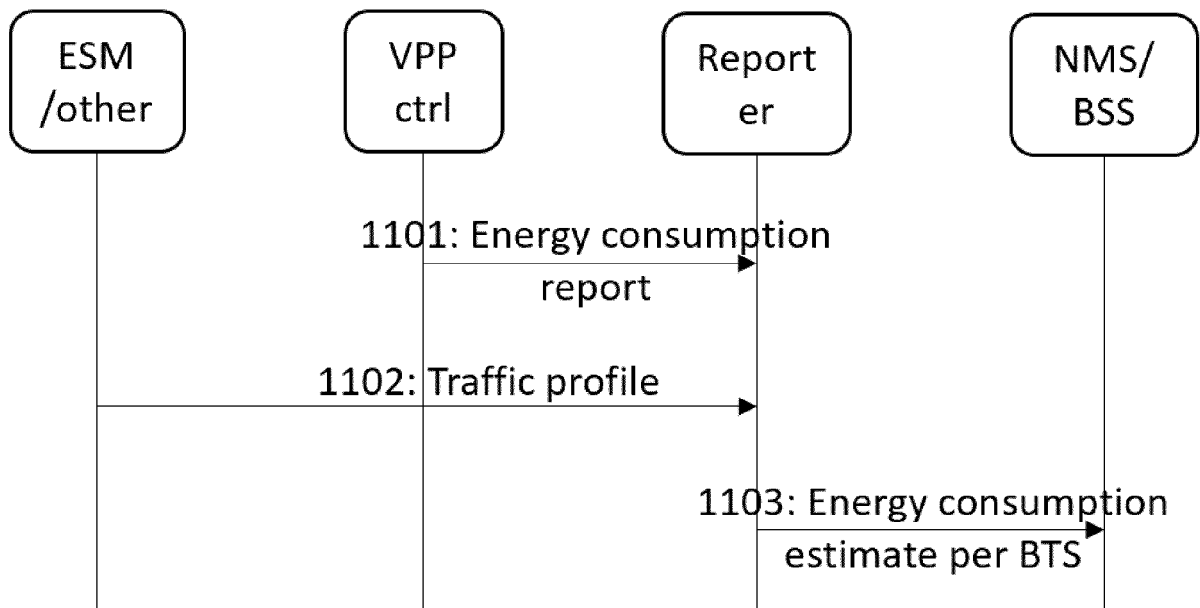 ESM
/other
VPP
ctrl
Report
er
NMS/
BSS
1101: Energy consumption
report
1102: Traffic profile
1103: Energy consumption
estimate per BTS